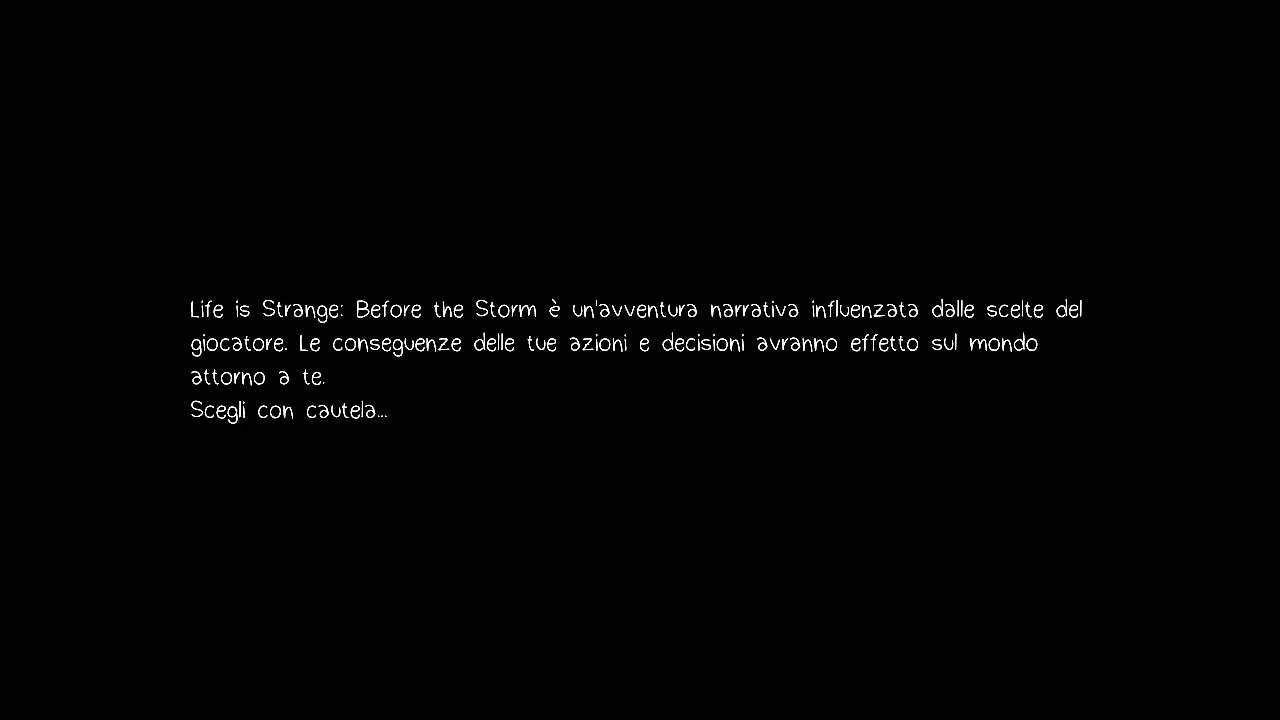 Life is Strange: Before the Storm è un'avventura narrativa influenzata dalle scelte del
giocatore. Le conseguenze delle tue azioni e decisioni avranno effetto sul mondo
attorno a te.
Scegli con cautela...